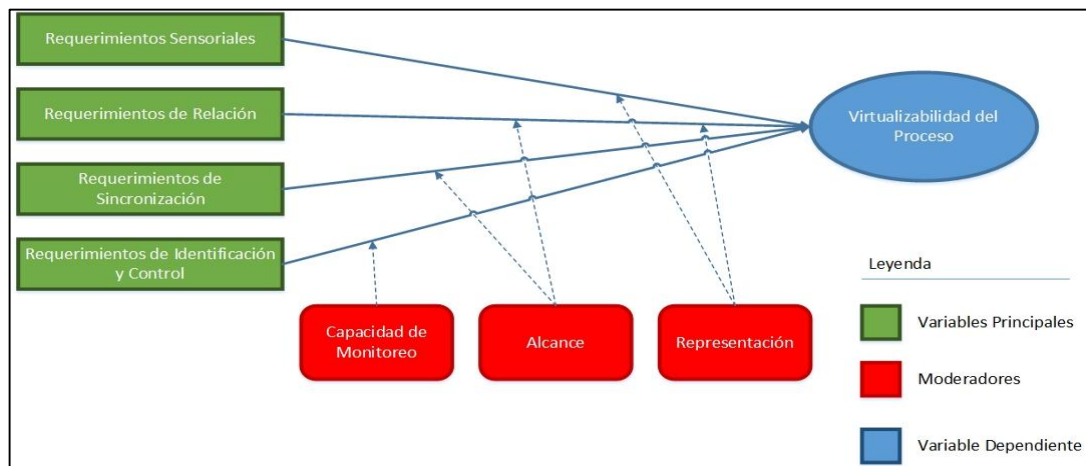 Requerimientos Sensoriales
Requerimientos de Relación
Requerimientos de
Sincronización
Requerimientos de Identificación
y Control
Virtualizabilidad del
Proceso
Capacidad de
Monitoreo
Alcance
Representación
Leyenda
Variables Principales
Moderadores
Variable Dependiente